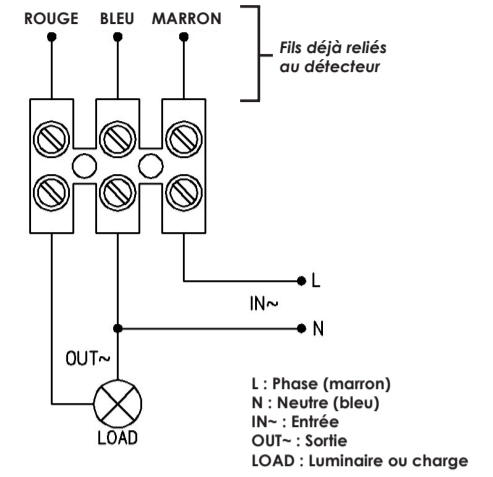 ROUGE BLEU MARRON
Fils déjà reliés
au détecteur
L
IN~
N
OUT~
LOAD
L : Phase (marron)
N : Neutre (bleu)
IN~ : Entrée
OUT~ : Sortie
LOAD : Luminaire ou charge